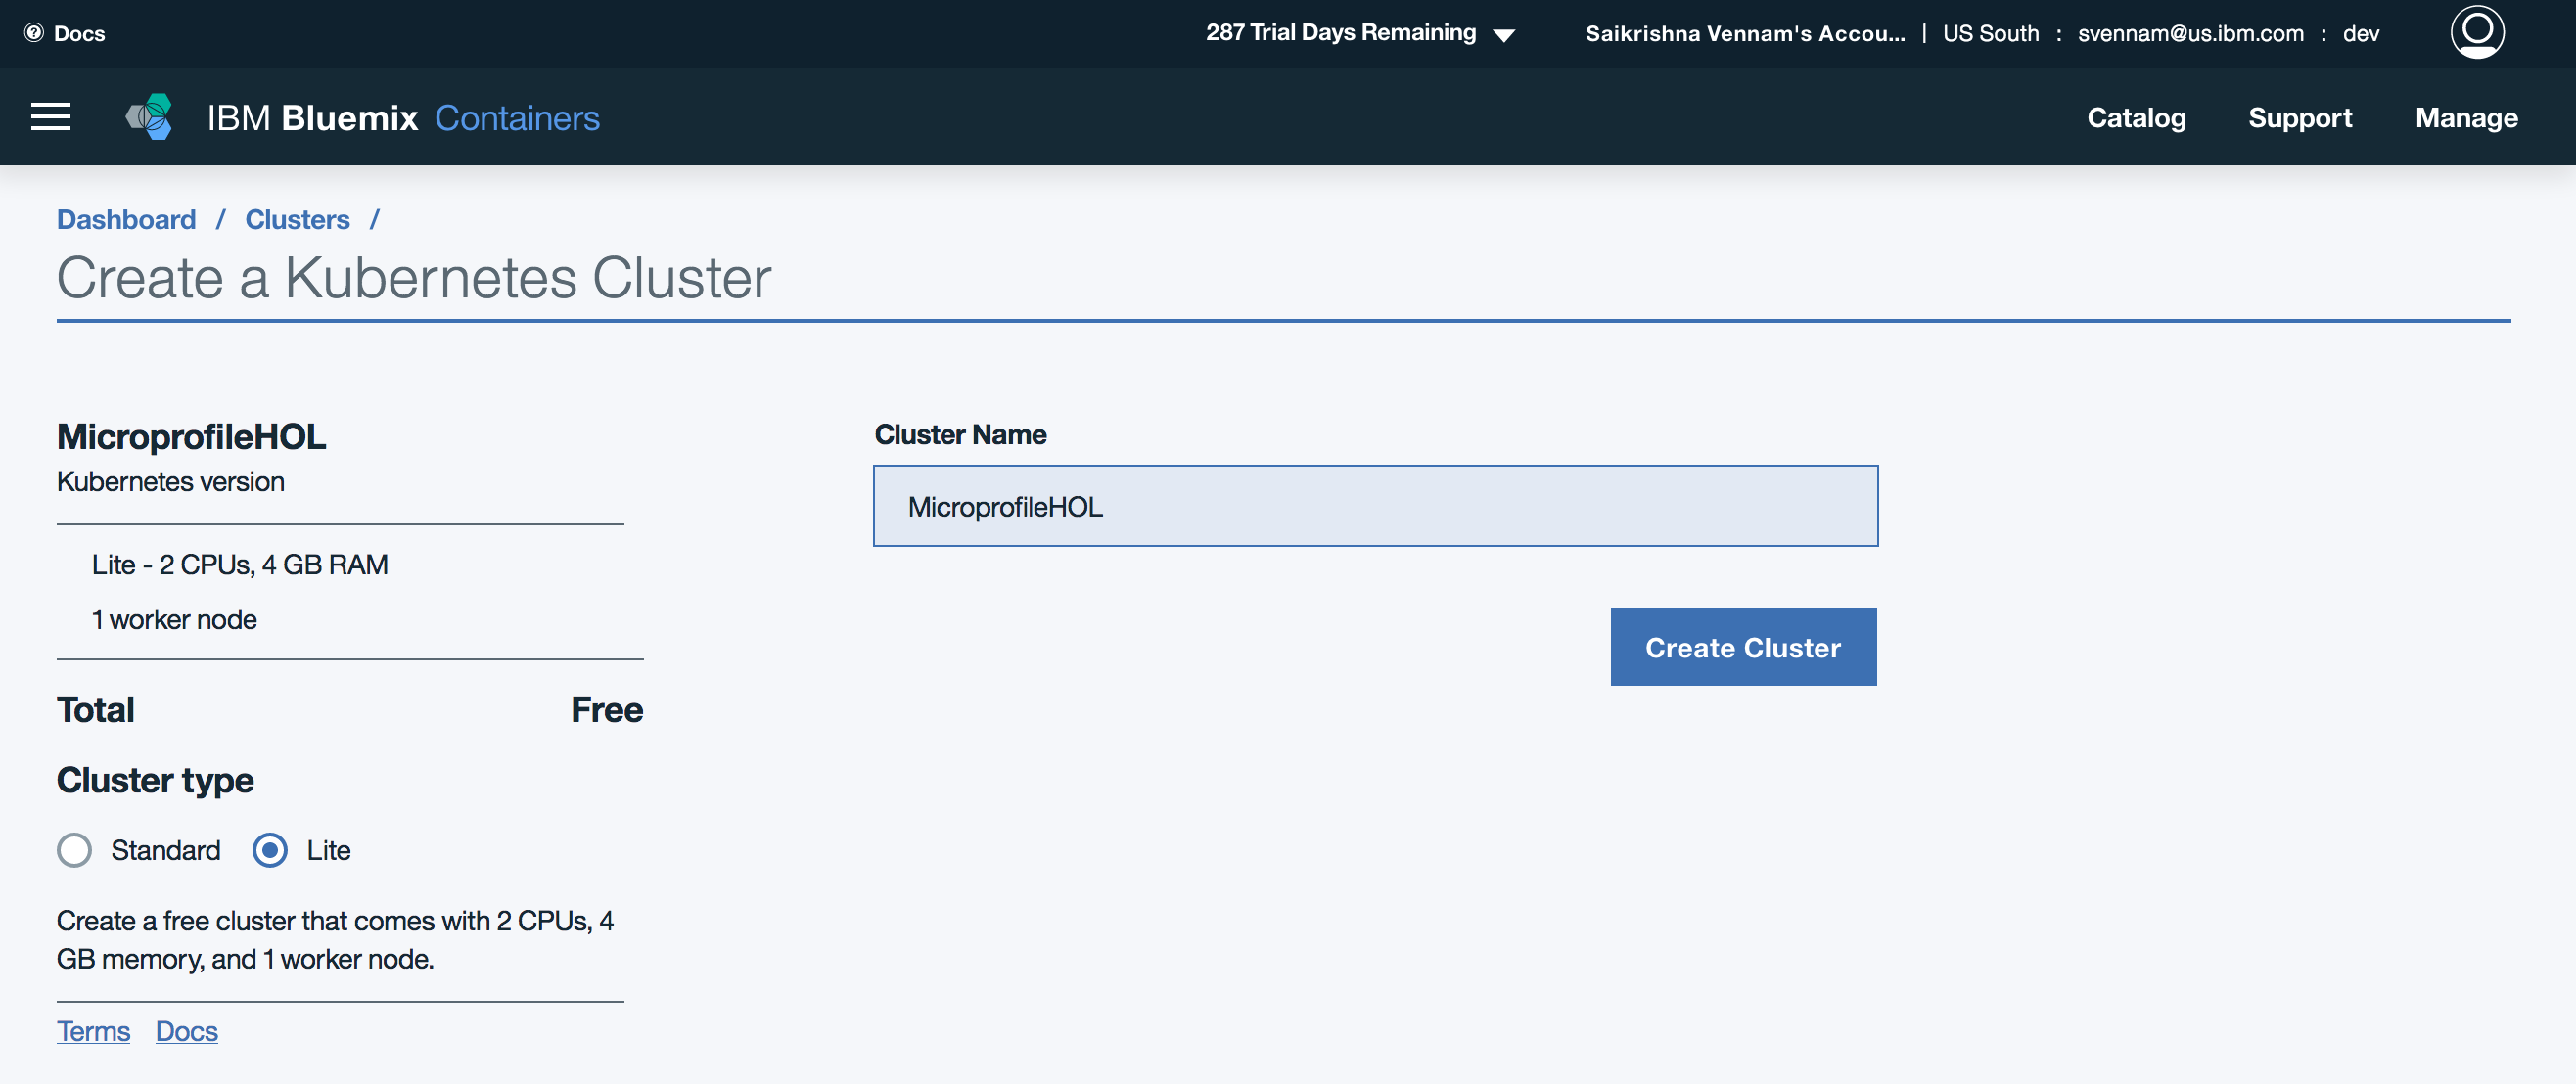 Docs
287 Trial Days Remaining
Saikrishna Vennam's Accou... | US South : svennam@us.ibm.com : dev
IBM Bluemix Containers
Catalog Support Manage
Dashboard / Clusters /
Create a Kubernetes Cluster
MicroprofileHOL
Kubernetes version
Lite - 2 CPUs, 4 GB RAM
1 worker node
Total Free
Cluster type
Standard Lite
Create a free cluster that comes with 2 CPUs, 4
GB memory, and 1 worker node.
Terms Docs
Cluster Name
MicroprofileHOL
Create Cluster